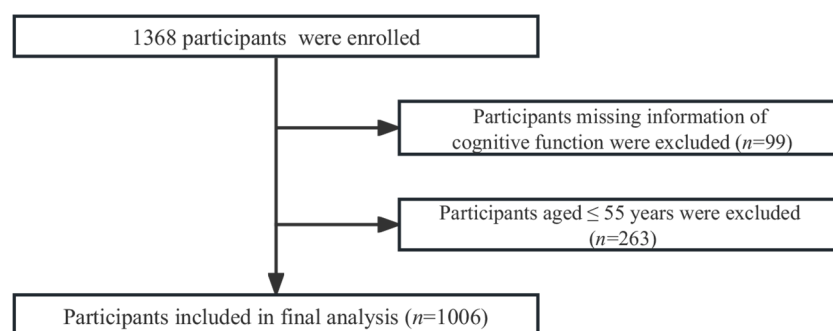 1368 participants were enrolled
Participants missing information of
cognitive function were excluded (n=99)
Participants aged ≤ 55 years were excluded
(n=263)
Participants included in final analysis (n=1006)